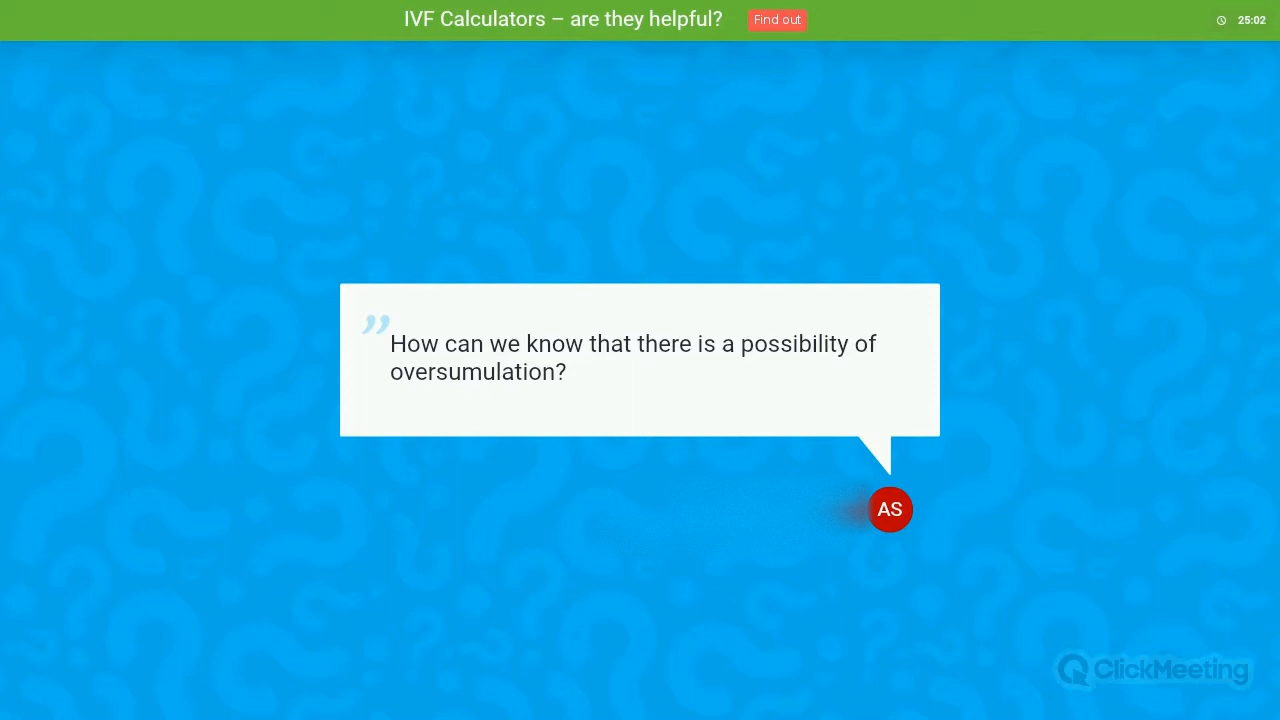 IVF Calculators – are they helpful? Find out 25:02
” How can we know that there is a possibility of
oversumulation?
AS
ClickMeeting